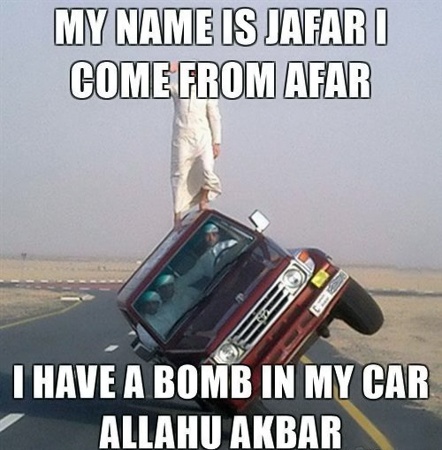 MY NAME IS JAFAR I
COME FROM AFAR
I HAVE A BOMB IN MY CAR
ALLAHU AKBAR